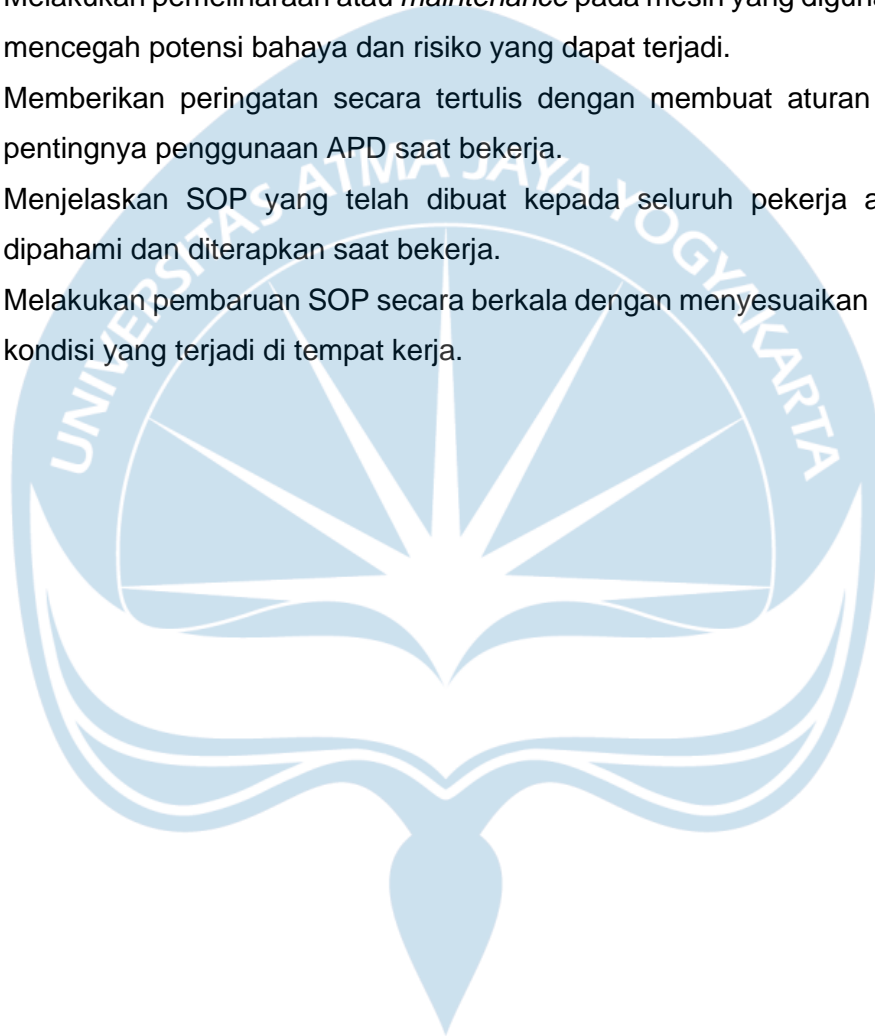 Melakukan pemeliharaan atau maintenance pada mesin yang diguna
mencegah potensi bahaya dan risiko yang dapat terjadi.
Memberikan peringatan secara tertulis dengan membuat aturan
pentingnya penggunaan APD saat bekerja.
Menjelaskan SOP yang telah dibuat kepada seluruh pekerja a
dipahami dan diterapkan saat bekerja.
Melakukan pembaruan SOP secara berkala dengan menyesuaikan
kondisi yang terjadi di tempat kerja.
UNIVERSITAS ATMA JAYA YOGYAKARTA